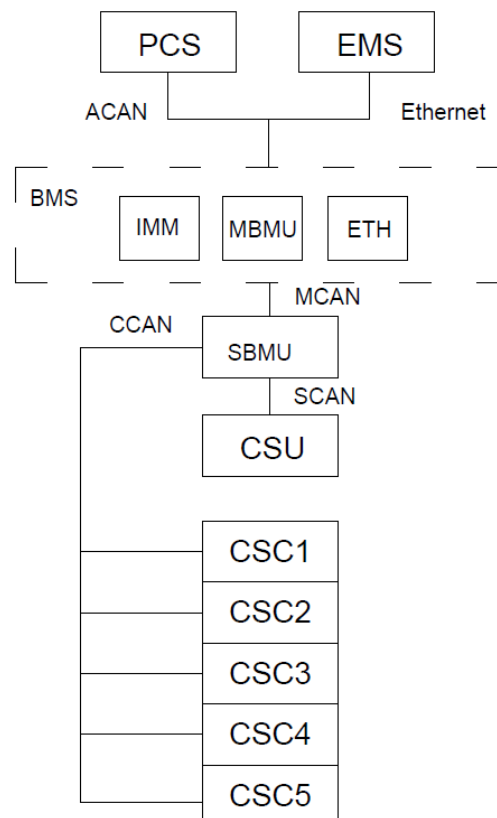 PCS
EMS
ACAN
Ethernet
BMS
IMM
MBMU
ETH
MCAN
CCAN
SBMU
SCAN
CSU
CSC1
CSC2
CSC3
CSC4
CSC5